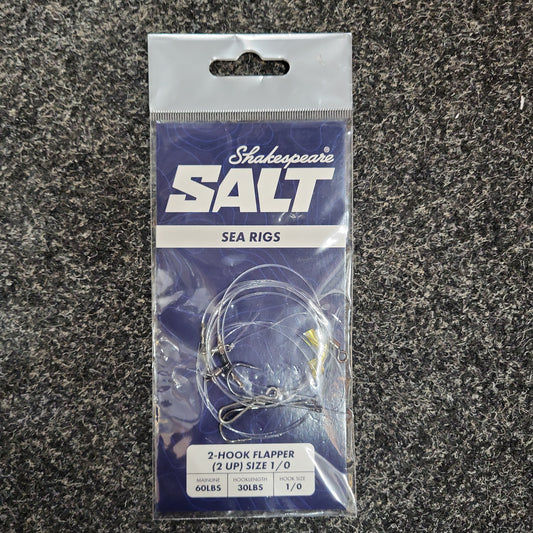 Shakespeare®
SALT
SEA RIGS
2-HOOK FLAPPER
(2 UP) SIZE 1/0
MAINLINE HOOKLENGTH HOOK SIZE
60LBS 30LBS 1/0